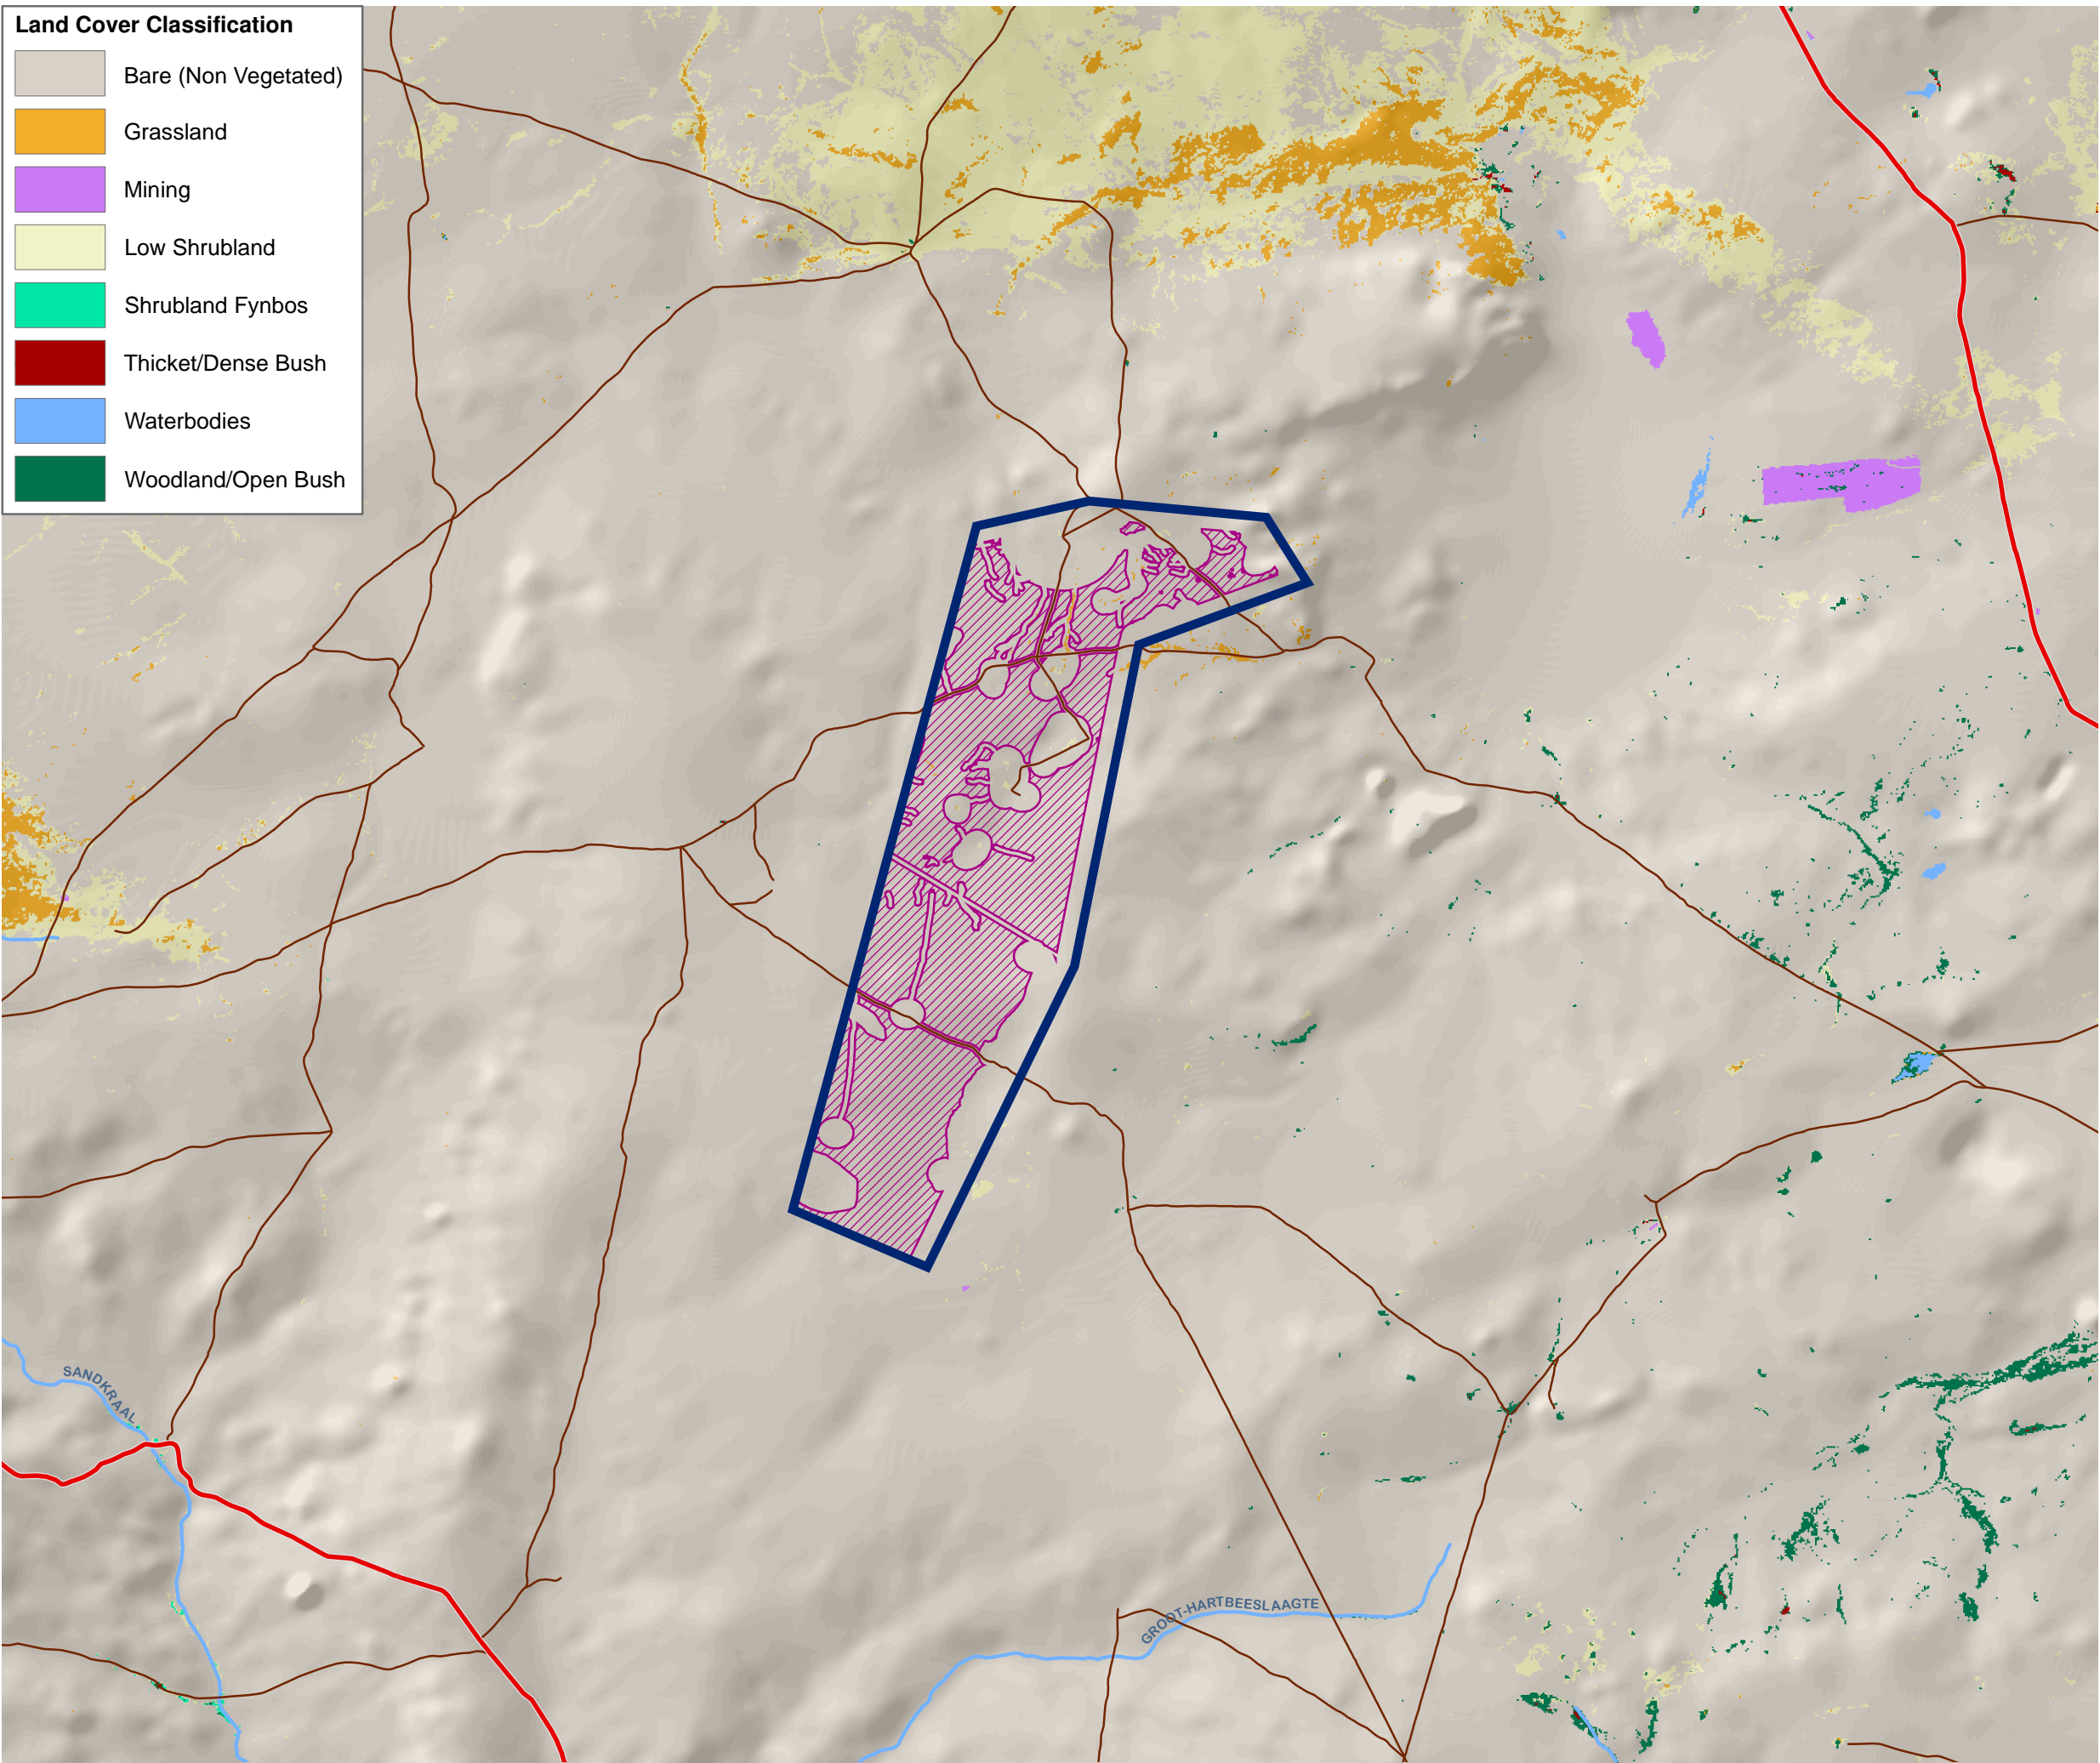 Land Cover Classification
Bare (Non Vegetated)
Grassland
Mining
Low Shrubland
Shrubland Fynbos
Thicket/Dense Bush
Waterbodies
Woodland/Open Bush
SANDKRAAL
GROOT-HARTBEESLAAGTE